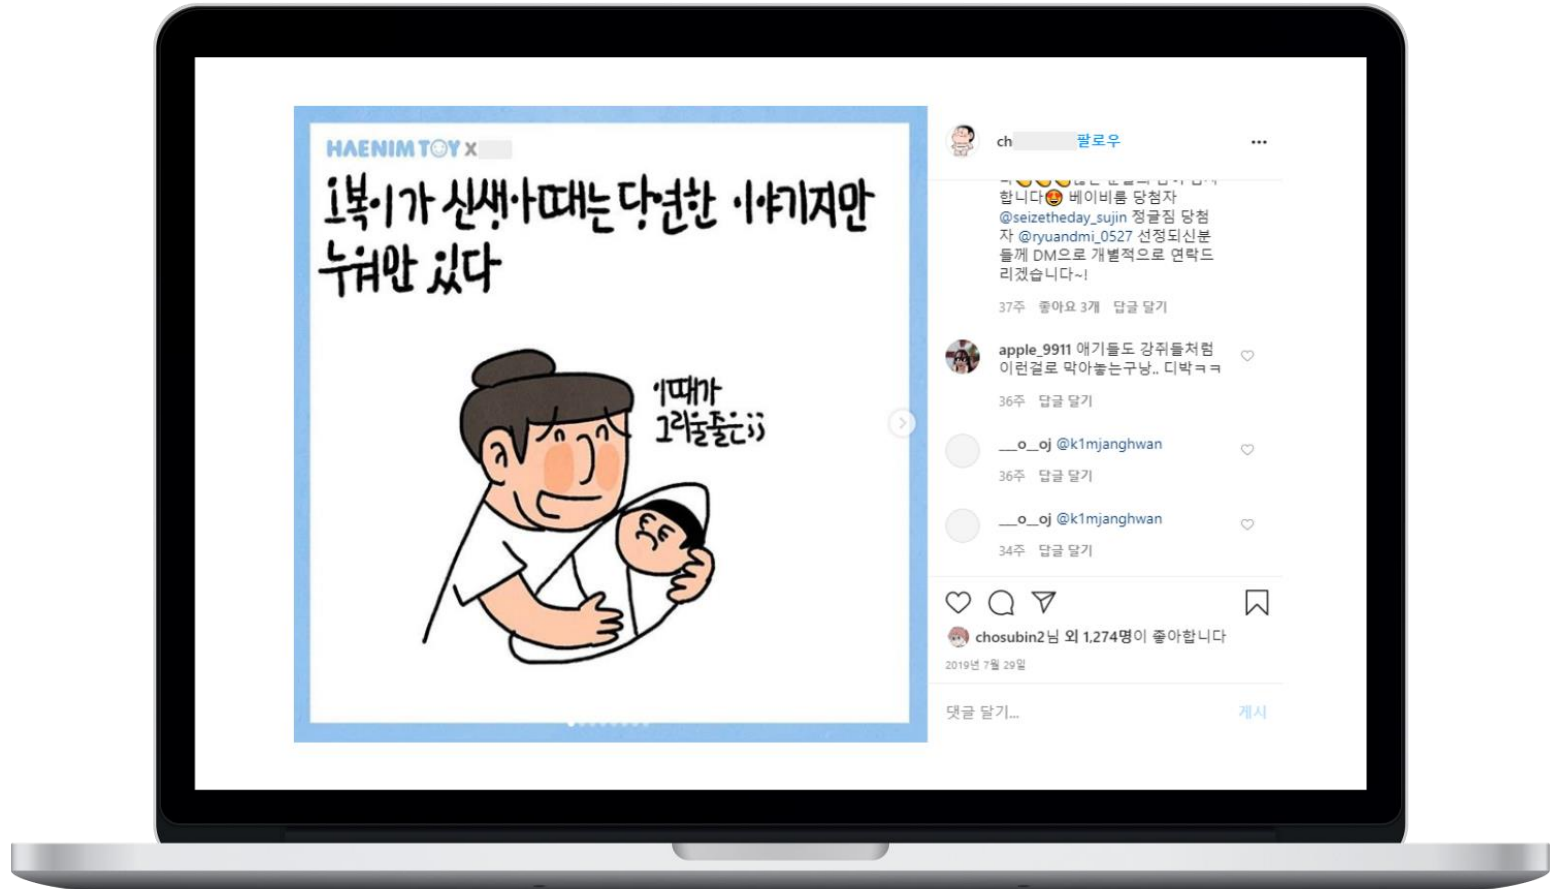 HAENIM TOY X
오복이가 신생아때는 당연한 이야기지만
누워만 있다
이때가
그리울줄은;;
ch
팔로우
합니다😍 베이비룸 당첨자
@seizetheday_sujin 정글짐 당첨
자 @ryuandmi_0527 선정되신분
들께 DM으로 개별적으로 연락드
리겠습니다~!
37주 좋아요 3개 답글 달기
apple_9911 애기들도 강쥐들처럼
이런걸로 막아놓는구낭.. 디박ㅋㅋ
36주 답글 달기
__o__oj @k1mjanghwan
36주 답글 달기
__o__oj @k1mjanghwan
34주 답글 달기
chosubin2님 외 1,274명이 좋아합니다
2019년 7월 29일
댓글 달기...
게시